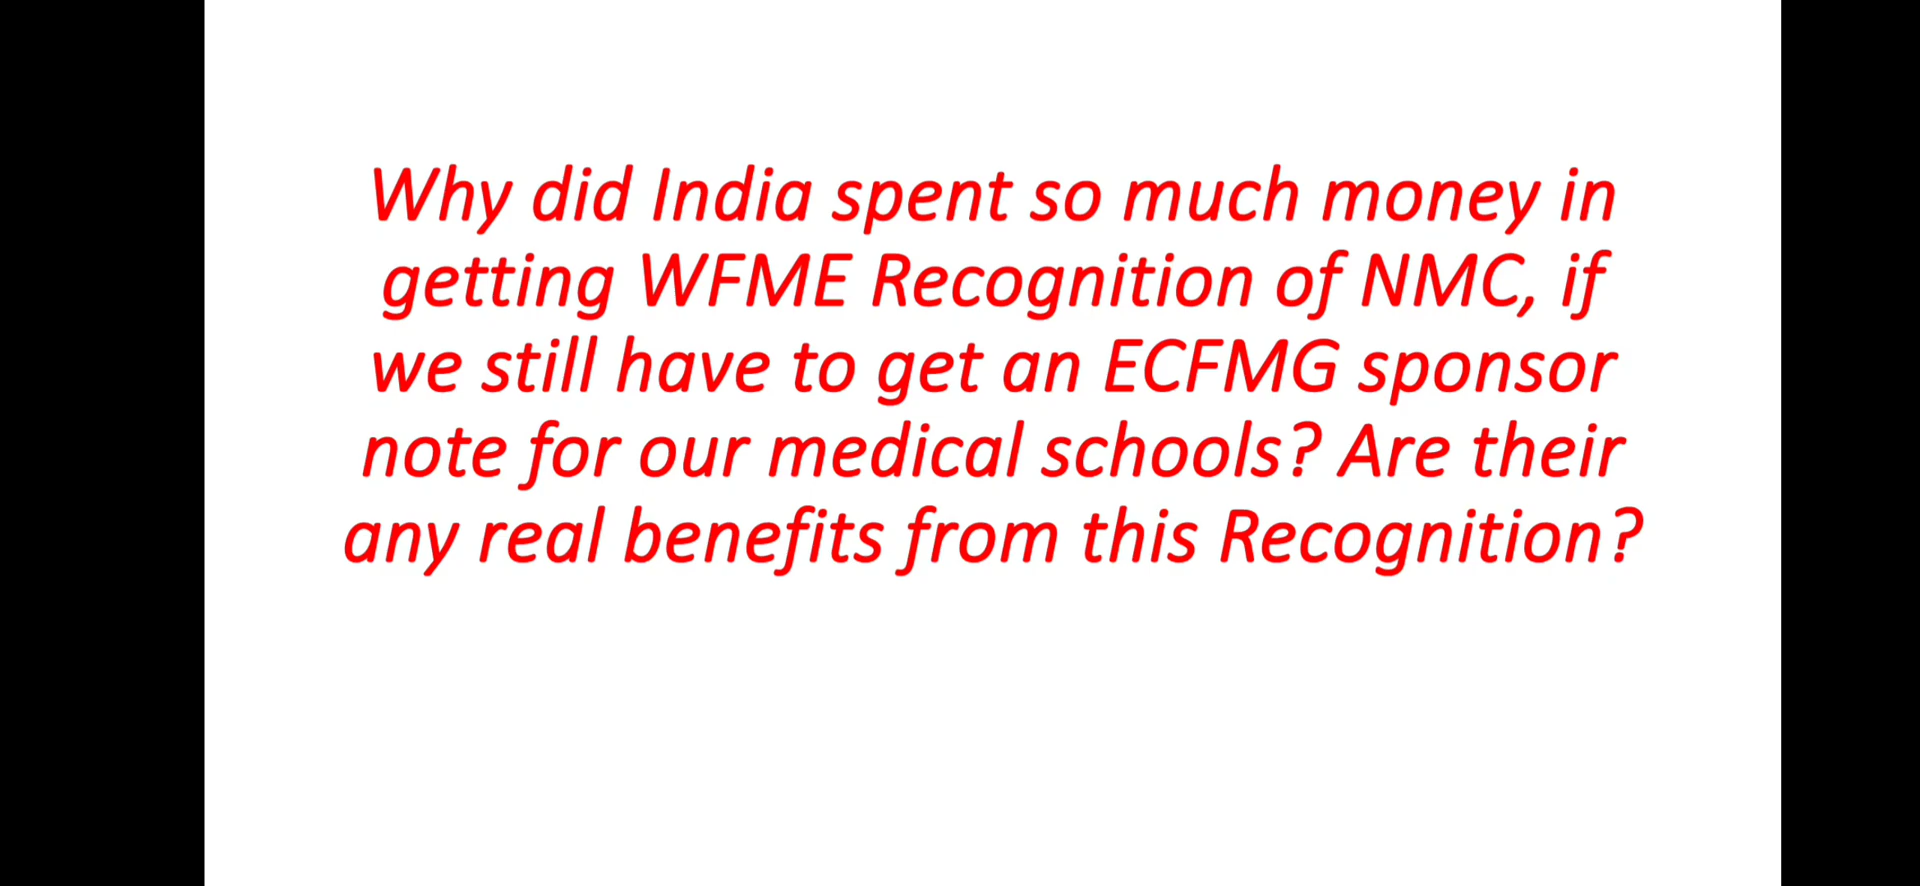 Why did India spent so much money in
getting WFME Recognition of NMC, if
we still have to get an ECFMG sponsor
note for our medical schools? Are their
any real benefits from this Recognition?